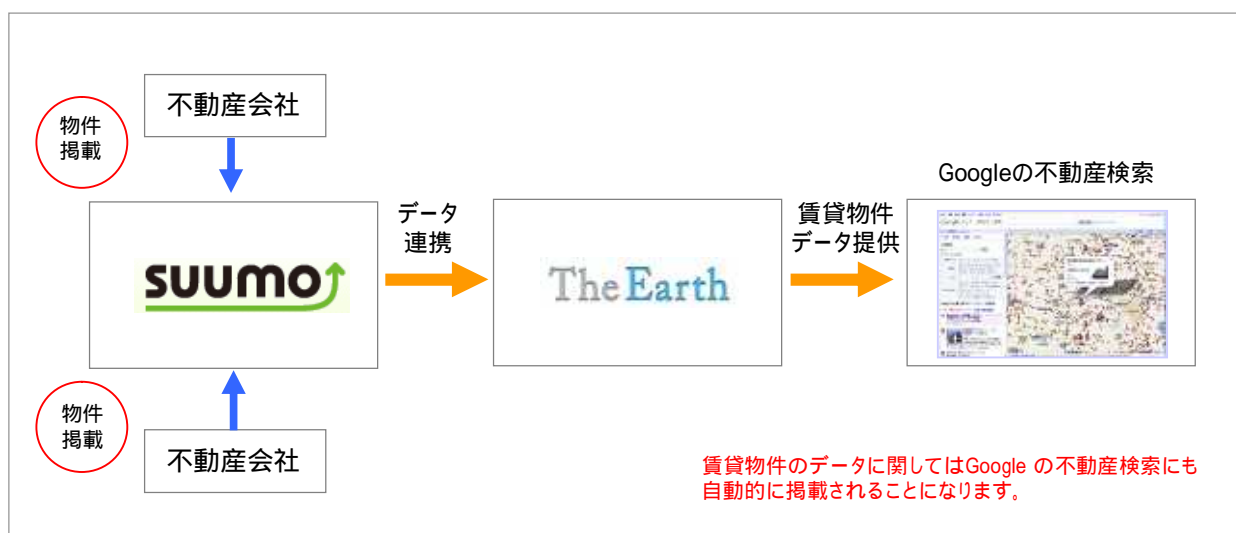 不動産会社
物件
掲載
Googleの不動産検索
データ
連携
賃貸物件
データ提供
suumo
The Earth
物件
掲載
不動産会社
賃貸物件のデータに関してはGoogle の不動産検索にも
自動的に掲載されることになります。